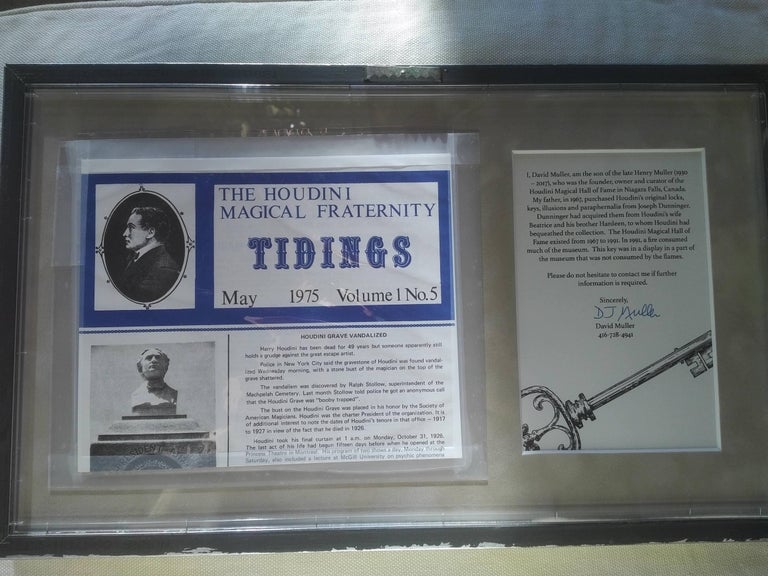 THE HOUDINI
MAGICAL FRATERNITY
TIDINGS
May 1975 Volume 1 No. 5
HOUDINI GRAVE VANDALIZED
Harry Houdini has been dead for 49 years but someone apparently still
holds a grudge against the great escape artist.
Police in New York City said the gravestone of Houdini was found vandal-
ized Wednesday morning, with a stone bust of the magician on the top of the
grave shattered.
The vandalism was discovered by Ralph Stollow, superintendent of the
Machpelah Cemetery. Last month Stollow told police he got an anonymous call
that the Houdini Grave was "booby trapped".
The bust on the Houdini Grave was placed in his honor by the Society of
American Magicians. Houdini was the charter President of the organization. It is
of additional interest to note the dates of Houdini's tenure in that office – 1917
to 1927 in view of the fact that he died in 1926.
Houdini took his final curtain at 1 a.m. on Monday, October 31, 1926.
The last act of his life had begun fifteen days before when he opened at the
Princess Theatre in Montreal. His program of two shows a day, Monday through
Saturday, also included a lecture at McGill University on psychic phenomena
I, David Muller, am the son of the late Henry Muller (1930
– 2017), who was the founder, owner and curator of the
Houdini Magical Hall of Fame in Niagara Falls, Canada.
My father, in 1967, purchased Houdini's original locks,
keys, illusions and paraphernalia from Joseph Dunninger.
Dunninger had acquired them from Houdini's wife
Beatrice and his brother Hardeen, to whom Houdini had
bequeathed the collection. The Houdini Magical Hall of
Fame existed from 1967 to 1991. In 1991, a fire consumed
much of the museum. This key was in a display in a part of
the museum that was not consumed by the flames.
Please do not hesitate to contact me if further
information is required.
Sincerely,
DJ Muller
David Muller
416-728-4941